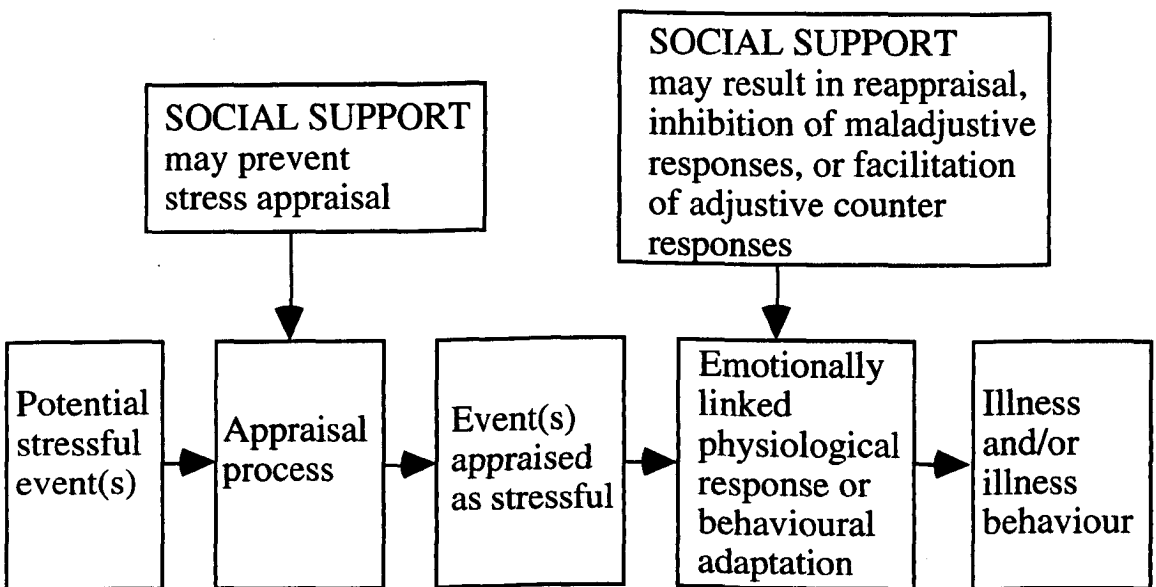 SOCIAL SUPPORT
may prevent
stress appraisal
SOCIAL SUPPORT
may result in reappraisal,
inhibition of maladjustive
responses, or facilitation
of adjustive counter
responses
Potential
stressful
event(s)
Appraisal
process
Event(s)
appraised
as stressful
Emotionally
linked
physiological
response or
behavioural
adaptation
Illness
and/or
illness
behaviour